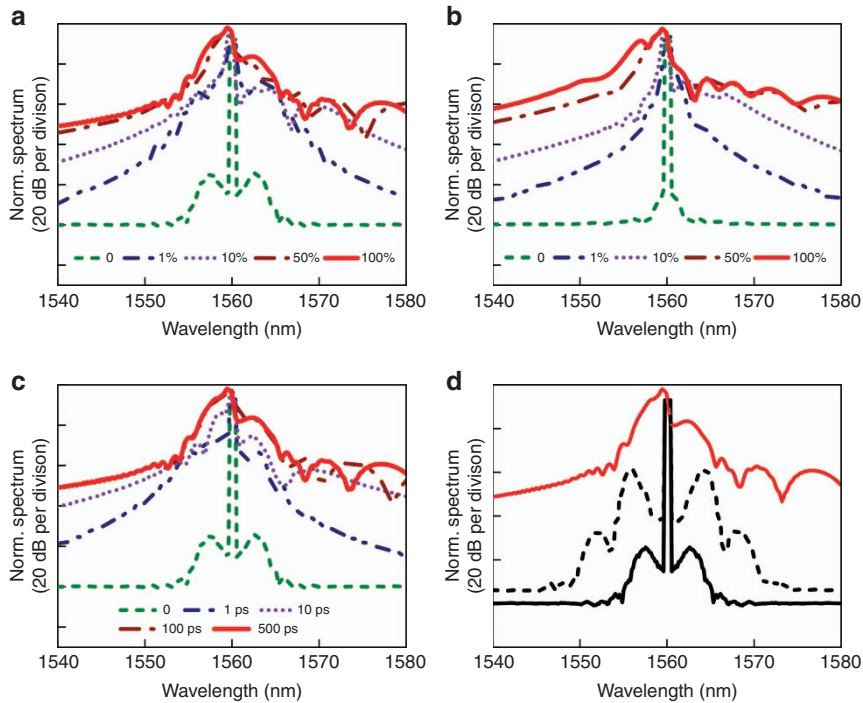 a
Norm. spectrum
(20 dB per divison)
0 1% 10% 50% 100%
1540 1550 1560 1570 1580
Wavelength (nm)
b
Norm. spectrum
(20 dB per divison)
0 1% 10% 50% 100%
1540 1550 1560 1570 1580
Wavelength (nm)
c
Norm. spectrum
(20 dB per divison)
0 1 ps 10 ps
100 ps 500 ps
1540 1550 1560 1570 1580
Wavelength (nm)
d
Norm. spectrum
(20 dB per divison)
1540 1550 1560 1570 1580
Wavelength (nm)